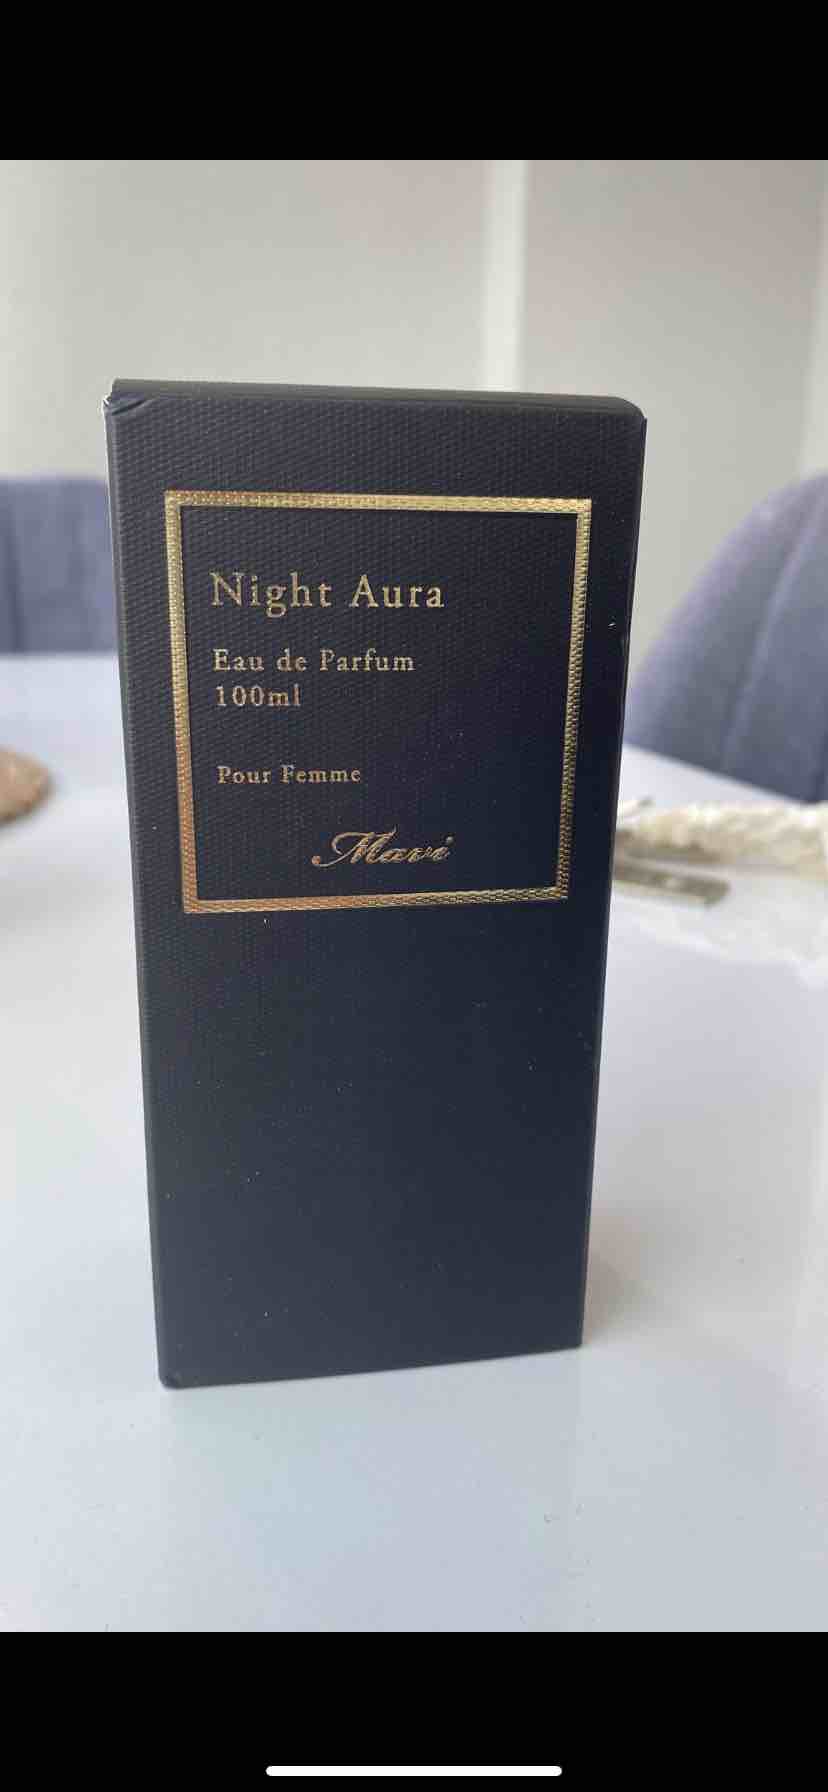 Night Aura
Eau de Parfum
100ml
Pour Femme
Mavi